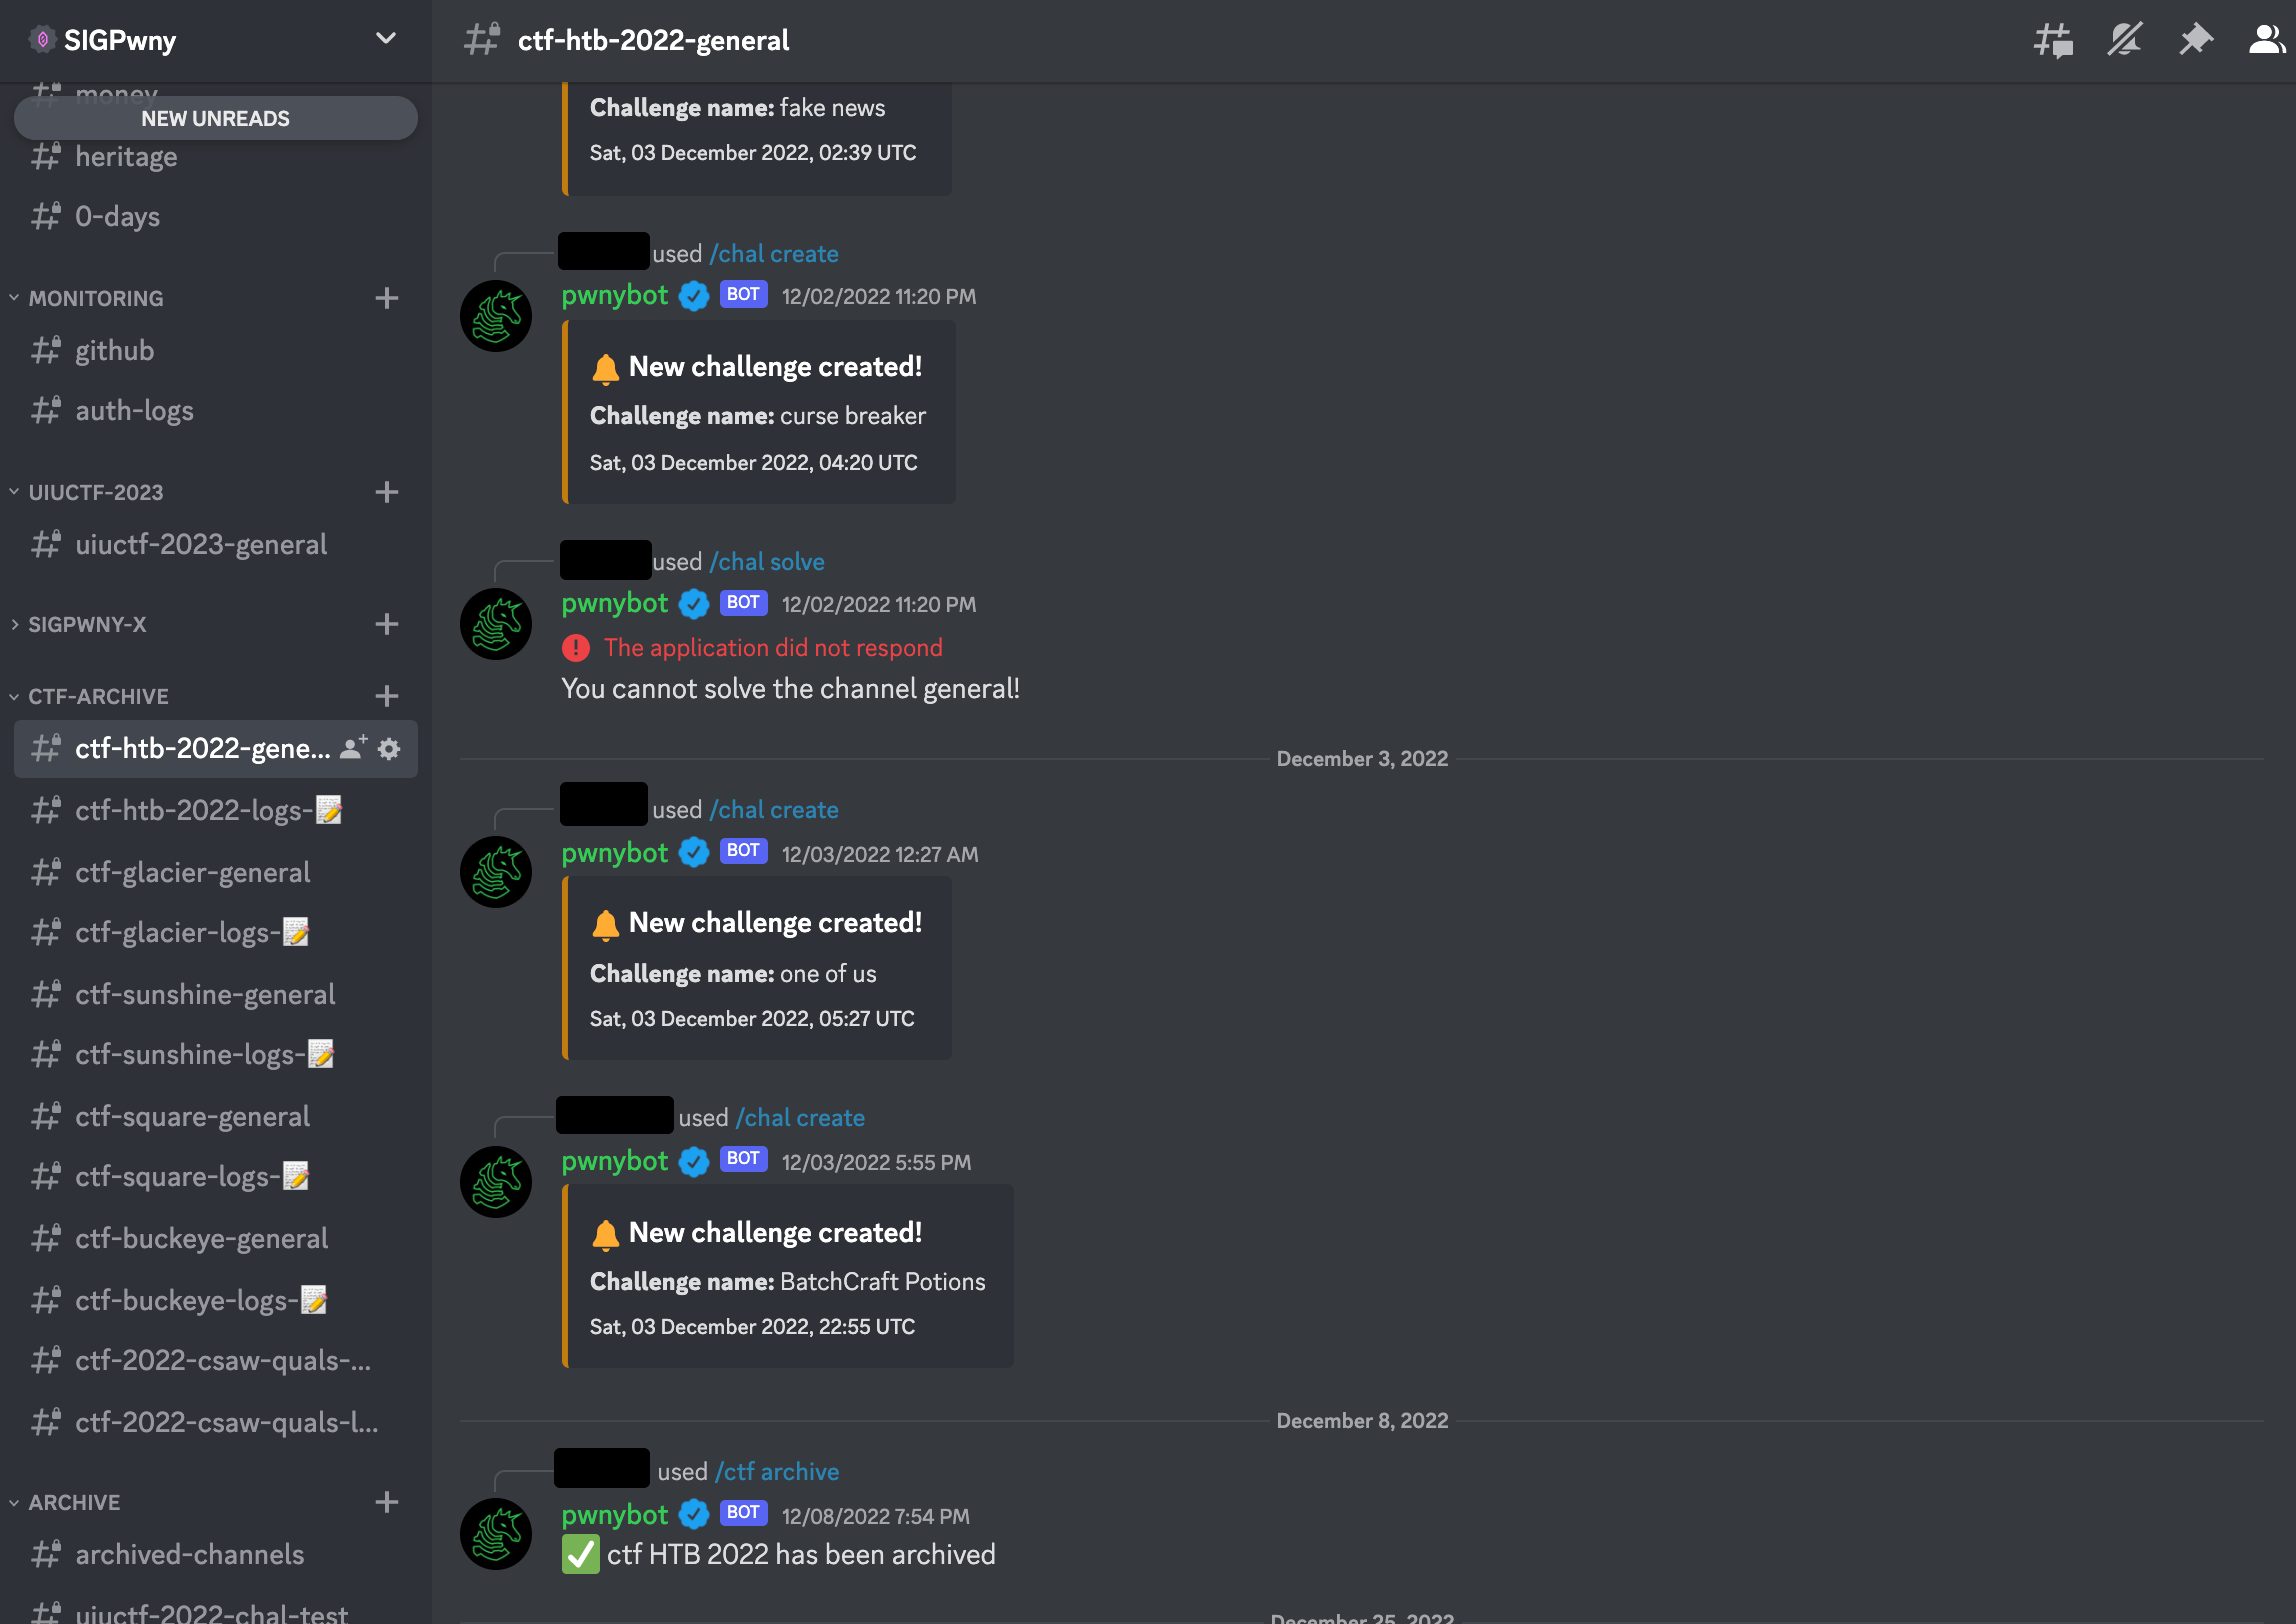 SIGPwny
money
NEW UNREADS
heritage
0-days
MONITORING
github
auth-logs
UIUCTF-2023
uiuctf-2023-general
SIGPWNY-X
CTF-ARCHIVE
ctf-htb-2022-gene...
ctf-htb-2022-logs-📝
ctf-glacier-general
ctf-glacier-logs-📝
ctf-sunshine-general
ctf-sunshine-logs-📝
ctf-square-general
ctf-square-logs-📝
ctf-buckeye-general
ctf-buckeye-logs-📝
ctf-2022-csaw-quals-...
ctf-2022-csaw-quals-l...
ARCHIVE
archived-channels
uiuctf-2022-chal-test
ctf-htb-2022-general
Challenge name: fake news
Sat, 03 December 2022, 02:39 UTC
used /chal create
pwnybot BOT 12/02/2022 11:20 PM
🔔 New challenge created!
Challenge name: curse breaker
Sat, 03 December 2022, 04:20 UTC
used /chal solve
pwnybot BOT 12/02/2022 11:20 PM
The application did not respond
You cannot solve the channel general!
December 3, 2022
used /chal create
pwnybot BOT 12/03/2022 12:27 AM
🔔 New challenge created!
Challenge name: one of us
Sat, 03 December 2022, 05:27 UTC
used /chal create
pwnybot BOT 12/03/2022 5:55 PM
🔔 New challenge created!
Challenge name: BatchCraft Potions
Sat, 03 December 2022, 22:55 UTC
December 8, 2022
used /ctf archive
pwnybot BOT 12/08/2022 7:54 PM
✅ ctf HTB 2022 has been archived
December 25, 2022